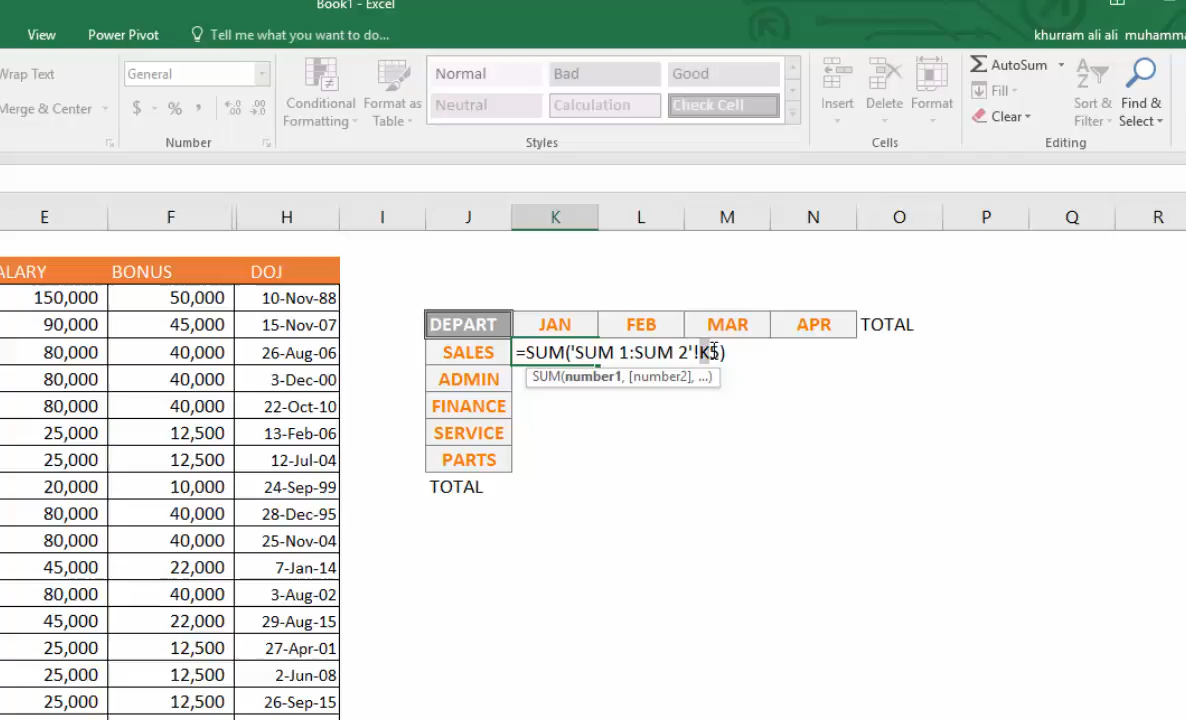 Book1 - Excel
View Power Pivot Tell me what you want to do... khurram ali ali muhamma
Wrap Text General Normal Bad Good AutoSum
Merge & Center $ % , Conditional Formatting Format as Table Neutral Calculation Check Cell Insert Delete Format Fill Clear Sort & Filter Find & Select
Number Styles Cells Editing
E F H I J K L M N O P Q R
ALARY BONUS DOJ
150,000 50,000 10-Nov-88
90,000 45,000 15-Nov-07 DEPART JAN FEB MAR APR TOTAL
80,000 40,000 26-Aug-06 SALES =SUM('SUM 1:SUM 2'!K5)
SUM(number1, [number2], ...)
80,000 40,000 3-Dec-00 ADMIN
80,000 40,000 22-Oct-10 FINANCE
25,000 12,500 13-Feb-06 SERVICE
25,000 12,500 12-Jul-04 PARTS
20,000 10,000 24-Sep-99 TOTAL
80,000 40,000 28-Dec-95
80,000 40,000 25-Nov-04
45,000 22,000 7-Jan-14
80,000 40,000 3-Aug-02
45,000 22,000 29-Aug-15
25,000 12,500 27-Apr-01
25,000 12,500 2-Jun-08
25,000 12,500 26-Sep-15